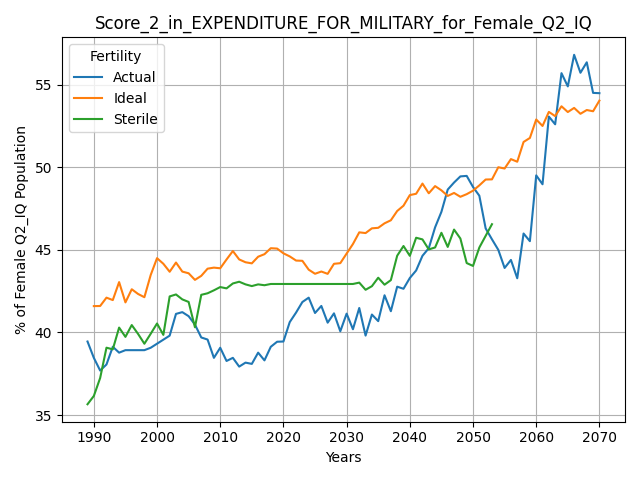 Score_2_in_EXPENDITURE_FOR_MILITARY_for_Female_Q2_IQ
Fertility
Actual
Ideal
Sterile
% of Female Q2_IQ Population
55
50
45
40
35
1990 2000 2010 2020 2030 2040 2050 2060 2070
Years